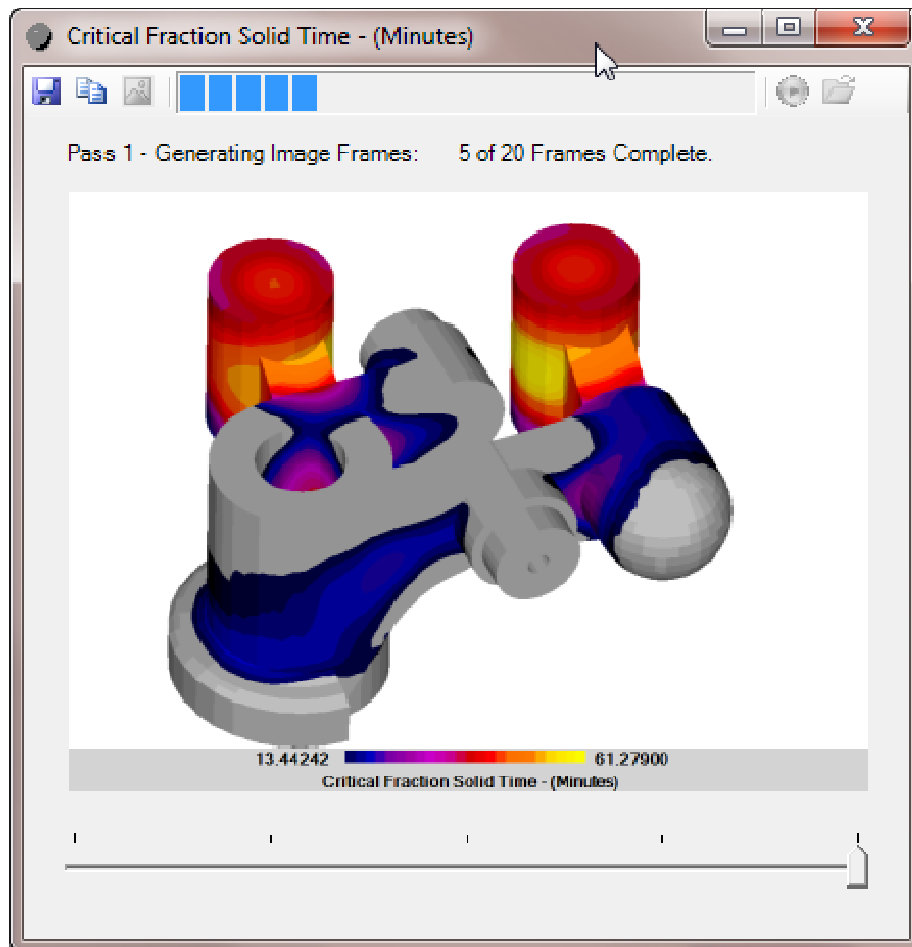 Critical Fraction Solid Time - (Minutes)
Pass 1 - Generating Image Frames: 5 of 20 Frames Complete.
13.44242 61.27900
Critical Fraction Solid Time - (Minutes)